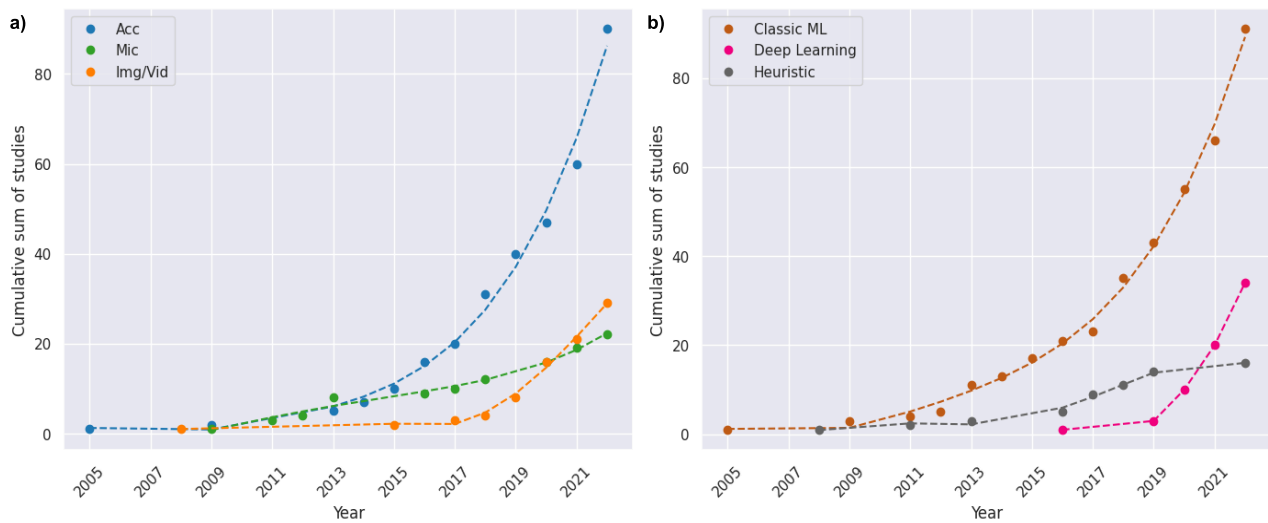 a)
Acc
Mic
Img/Vid
80
60
40
20
0
Cumulative sum of studies
2005
2007
2009
2011
2013
2015
2017
2019
2021
Year
b)
Classic ML
Deep Learning
Heuristic
80
60
40
20
0
Cumulative sum of studies
2005
2007
2009
2011
2013
2015
2017
2019
2021
Year